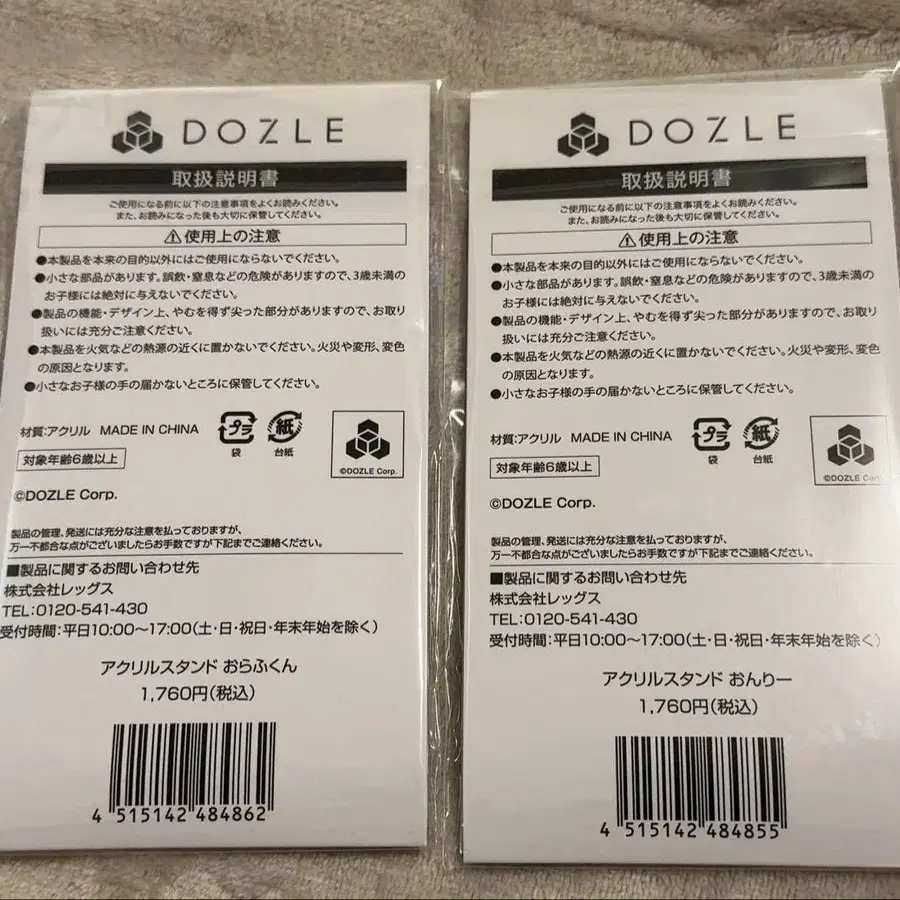 DOZLE
取扱説明書
ご使用になる前に以下の注意事項をよくお読みください。
また、お読みになった後も大切に保管してください。
⚠使用上の注意
●本製品を本来の目的以外にはご使用にならないでください。
●小さな部品があります。誤飲・窒息などの危険がありますので、3歳未満の
お子様には絶対に与えないでください。
●製品の機能・デザイン上、やむを得ず尖った部分がありますので、お取り
扱いには充分ご注意ください。
●本製品を火気などの熱源の近くに置かないでください。火災や変形、変色
の原因となります。
●小さなお子様の手の届かないところに保管してください。
材質:アクリル MADE IN CHINA
プラ
袋
紙
台紙
©DOZLE Corp.
対象年齢6歳以上
©DOZLE Corp.
製品の管理、発送には充分な注意を払っておりますが、
万一不都合な点がございましたらお手数ですが下記までご連絡ください。
■製品に関するお問い合わせ先
株式会社レッグス
TEL:0120-541-430
受付時間:平日10:00〜17:00(土・日・祝日・年末年始を除く)
アクリルスタンド おらふくん
1,760円(税込)
4 515142 484862
DOZLE
取扱説明書
ご使用になる前に以下の注意事項をよくお読みください。
また、お読みになった後も大切に保管してください。
⚠使用上の注意
●本製品を本来の目的以外にはご使用にならないでください。
●小さな部品があります。誤飲・窒息などの危険がありますので、3歳未満の
お子様には絶対に与えないでください。
●製品の機能・デザイン上、やむを得ず尖った部分がありますので、お取り
扱いには充分ご注意ください。
●本製品を火気などの熱源の近くに置かないでください。火災や変形、変色
の原因となります。
●小さなお子様の手の届かないところに保管してください。
材質:アクリル MADE IN CHINA
プラ
袋
紙
台紙
©DOZLE Corp.
対象年齢6歳以上
©DOZLE Corp.
製品の管理、発送には充分な注意を払っておりますが、
万一不都合な点がございましたらお手数ですが下記までご連絡ください。
■製品に関するお問い合わせ先
株式会社レッグス
TEL:0120-541-430
受付時間:平日10:00〜17:00(土・日・祝日・年末年始を除く)
アクリルスタンド おんりー
1,760円(税込)
4 515142 484855